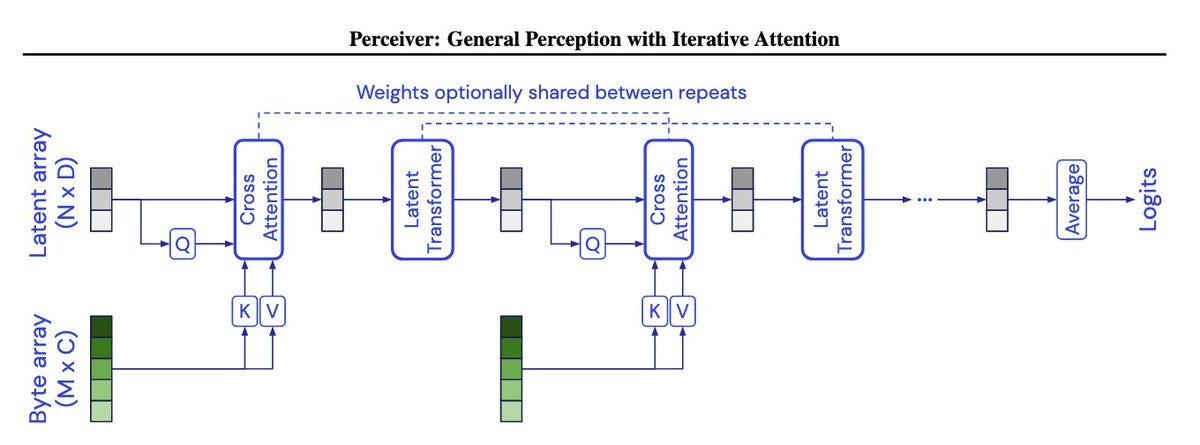 Perceiver: General Perception with Iterative Attention
Weights optionally shared between repeats
Latent array
(N x D)
Q
Cross
Attention
Latent
Transformer
Q
Cross
Attention
Latent
Transformer
...
Average
Logits
K
V
K
V
Byte array
(M x C)